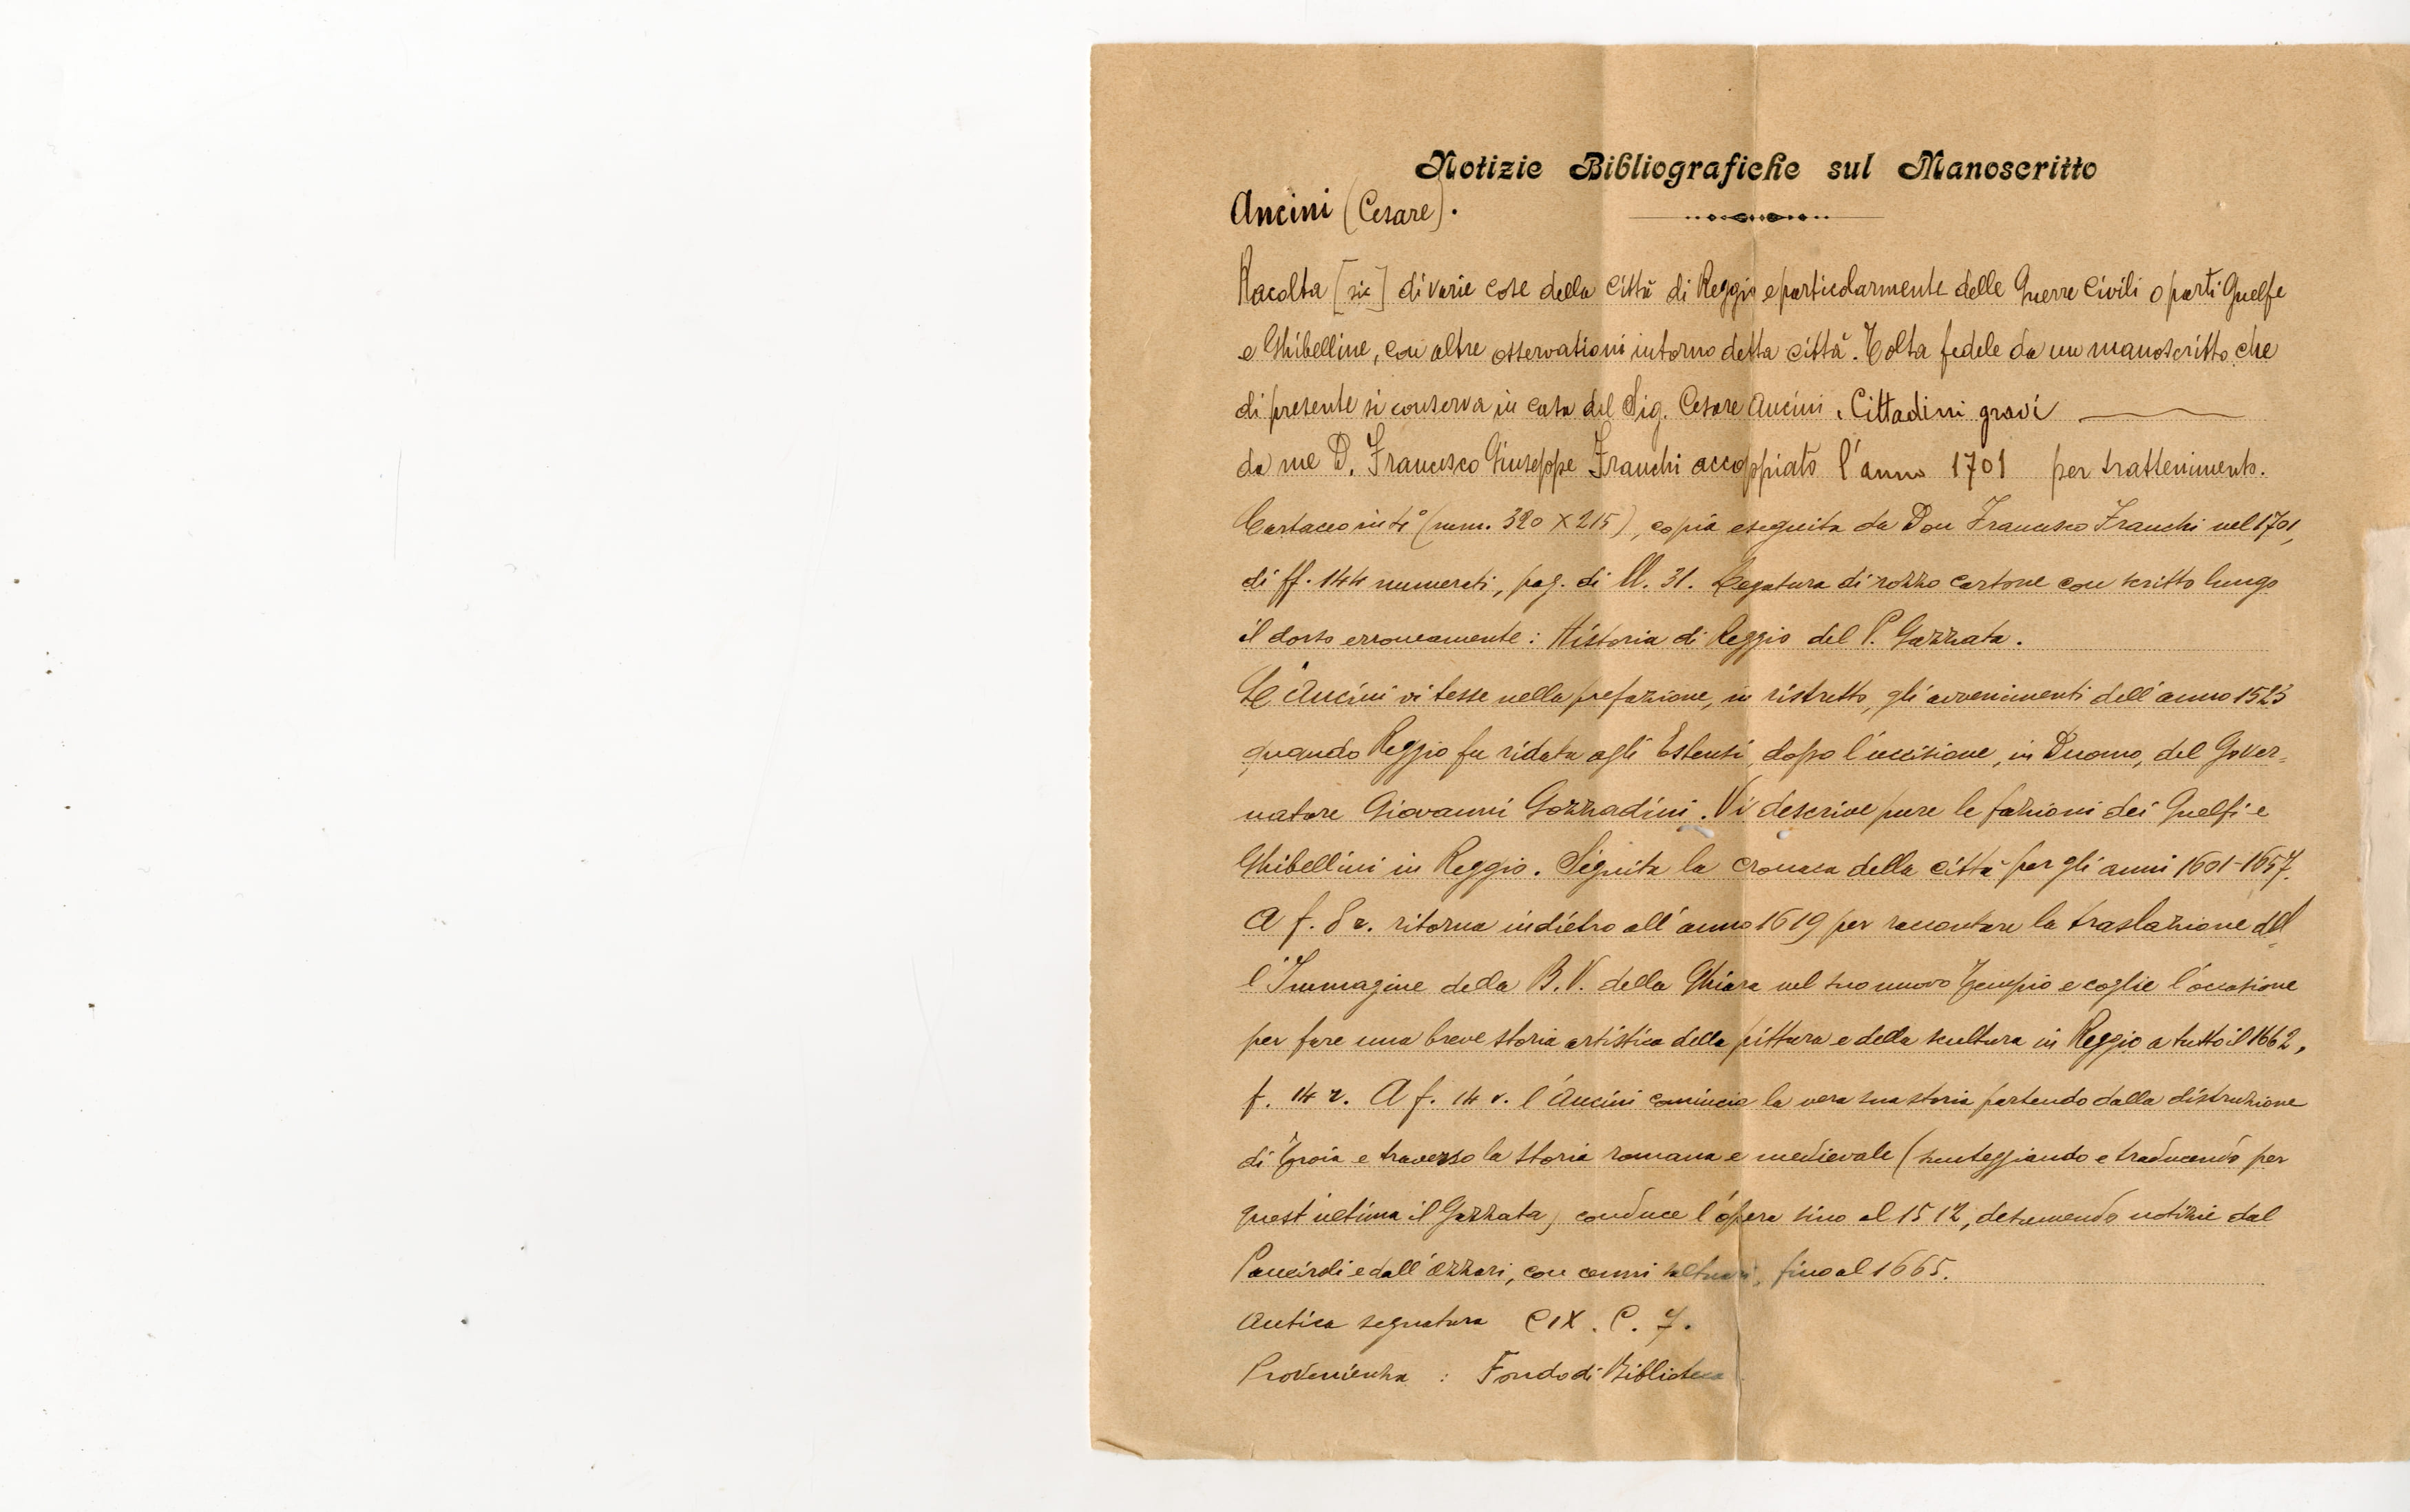 Notizie Bibliografiche sul Manoscritto
Ancini (Cesare).
Racolta [sic] di varie cose della Città di Reggio e particolarmente delle Guerre Civili o parti Guelfe
e Ghibelline, con altre osservationi intorno detta città. Tolta fedele da un manoscritto che
di presente si conserva in casa del Sig. Cesare Ancini, Cittadini gravi
da me D. Francesco Giuseppe Franchi accoppiato l'anno 1701 per trattenimento.
Cartaceo in 4° (mm. 320 X 215), copia eseguita da Don Francesco Franchi nel 1701,
di ff. 144 numerati, pag. di ll. 31. Legatura di rozzo cartone con scritto lungo
il dorso erroneamente: Historia di Reggio del P. Gazzata.
L'Ancini vi tesse nella prefazione, in ristretto, gli avvenimenti dell'anno 1523
quando Reggio fu ridata agli Estensi, dopo l'uccisione, in Duomo, del Gover-
natore Giovanni Gozzadini. Vi descrive pure le fazioni dei Guelfi e
Ghibellini in Reggio. Seguita la cronaca della città per gli anni 1601-1657.
A f. 8 r. ritorna indietro all'anno 1619 per raccontare la traslazione del
l'Immagine della B. V. della Ghiara nel suo nuovo Tempio e coglie l'occasione
per fare una breve storia artistica della pittura e della scultura in Reggio a tutto il 1662,
f. 14 r. A f. 14 v. l'Ancini comincia la vera sua storia partendo dalla distruzione
di Troia e traverso la storia romana e medievale (sunteggiando e traducendo per
quest'ultima il Gazzata) conduce l'opera sino al 1512, desumendo notizie dal
Panciroli e dall'Azzari, con cenni saltuari, fino al 1665.
Antica segnatura CIX. C. 7.
Provenienza : Fondo di Biblioteca